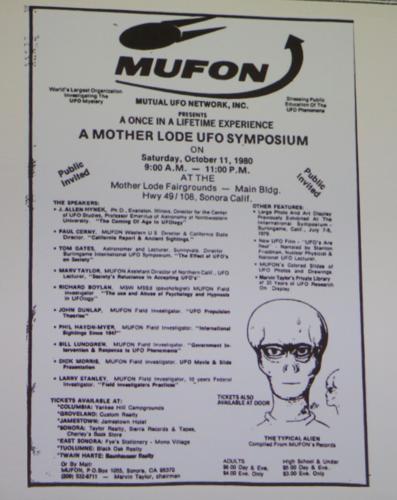 MUFON
World's Largest Organization
Investigating The
UFO Mystery
Stressing Public
Education Of The
UFO Phenomena
MUTUAL UFO NETWORK, INC.
PRESENTS
A ONCE IN A LIFETIME EXPERIENCE
A MOTHER LODE UFO SYMPOSIUM
ON
Saturday, October 11, 1980
9:00 A.M. — 11:00 P.M.
AT THE
Mother Lode Fairgrounds — Main Bldg.
Hwy 49/108, Sonora Calif.
Public
Invited
Public
Invited
THE SPEAKERS:
• J. ALLEN HYNEK, Ph D., Evanston, Illinois, Director for the Center
of UFO Studies, Professor Emeritus of Astronomy of Northwestern
University. "The Coming Of Age In UFOlogy"
• PAUL CERNY, MUFON Western U S Director & California State
Director. "California Report & Ancient Sightings."
• TOM GATES, Astronomer and Lecturer, Sunnyvale. Director
Burlingame International UFO Symposium. "The Effect of UFO's
on Society"
• MARV TAYLOR, MUFON Assistant Director of Northern Calif., UFO
Lecturer, "Society's Reluctance In Accepting UFO's"
• RICHARD BOYLAN, MSW (psychologist) MUFON Field
Investigator "The use and Abuse of Psychology and Hypnosis
in UFOlogy"
• JOHN DUNLAP, MUFON Field Investigator. "UFO Propulsion
Theories"
• PHIL HAYDN-MYER, MUFON Field Investigator: "International
Sightings Since 1947"
• BILL LUNDGREN, MUFON Field Investigator: "Government In-
tervention & Response to UFO Phenomena"
• DICK MORRIS, MUFON Field Investigator. UFO Movie & Slide
Presentation
• LARRY STANLEY, MUFON Field Investigator, 10 years Federal
Investigator. "Field Investigators Practices"
OTHER FEATURES:
• Large Photo And Art Display
Previously Exhibited At The
International Symposium -
Burlingame, Calif., July 7-8,
1979
• New UFO Film - "UFO's Are
Real" - Narrated by Stanton
Friedman, Nuclear Physicist &
National UFO Lecturer.
• MUFON's Colored Slides of
UFO Photos and Drawings
• Marvin Taylor's Private Library
of 33 Years of UFO Research
On Display
TICKETS AVAILABLE AT:
*COLUMBIA: Yankee Hill Campgrounds
*GROVELAND: Custom Realty
*JAMESTOWN: Jamestown Hotel
*SONORA: Taylor Realty, Sierra Records & Tapes,
Charley's Book Store
*EAST SONORA: Fye's Stationery - Mono Village
*TUOLUMNE: Black Oak Realty
*TWAIN HARTE: Bauhausser Realty
Or By Mail:
MUFON, P.O. Box 1055, Sonora, CA 95370
(209) 532-6711 — Marvin Taylor, chairman
TICKETS ALSO
AVAILABLE AT DOOR
THE TYPICAL ALIEN
Compiled From MUFON's Records
ADULTS
$6.00 Day & Eve.
$4.00 Eve. Only
High School & Under
$5.00 Day & Eve.
$3.00 Eve. Only